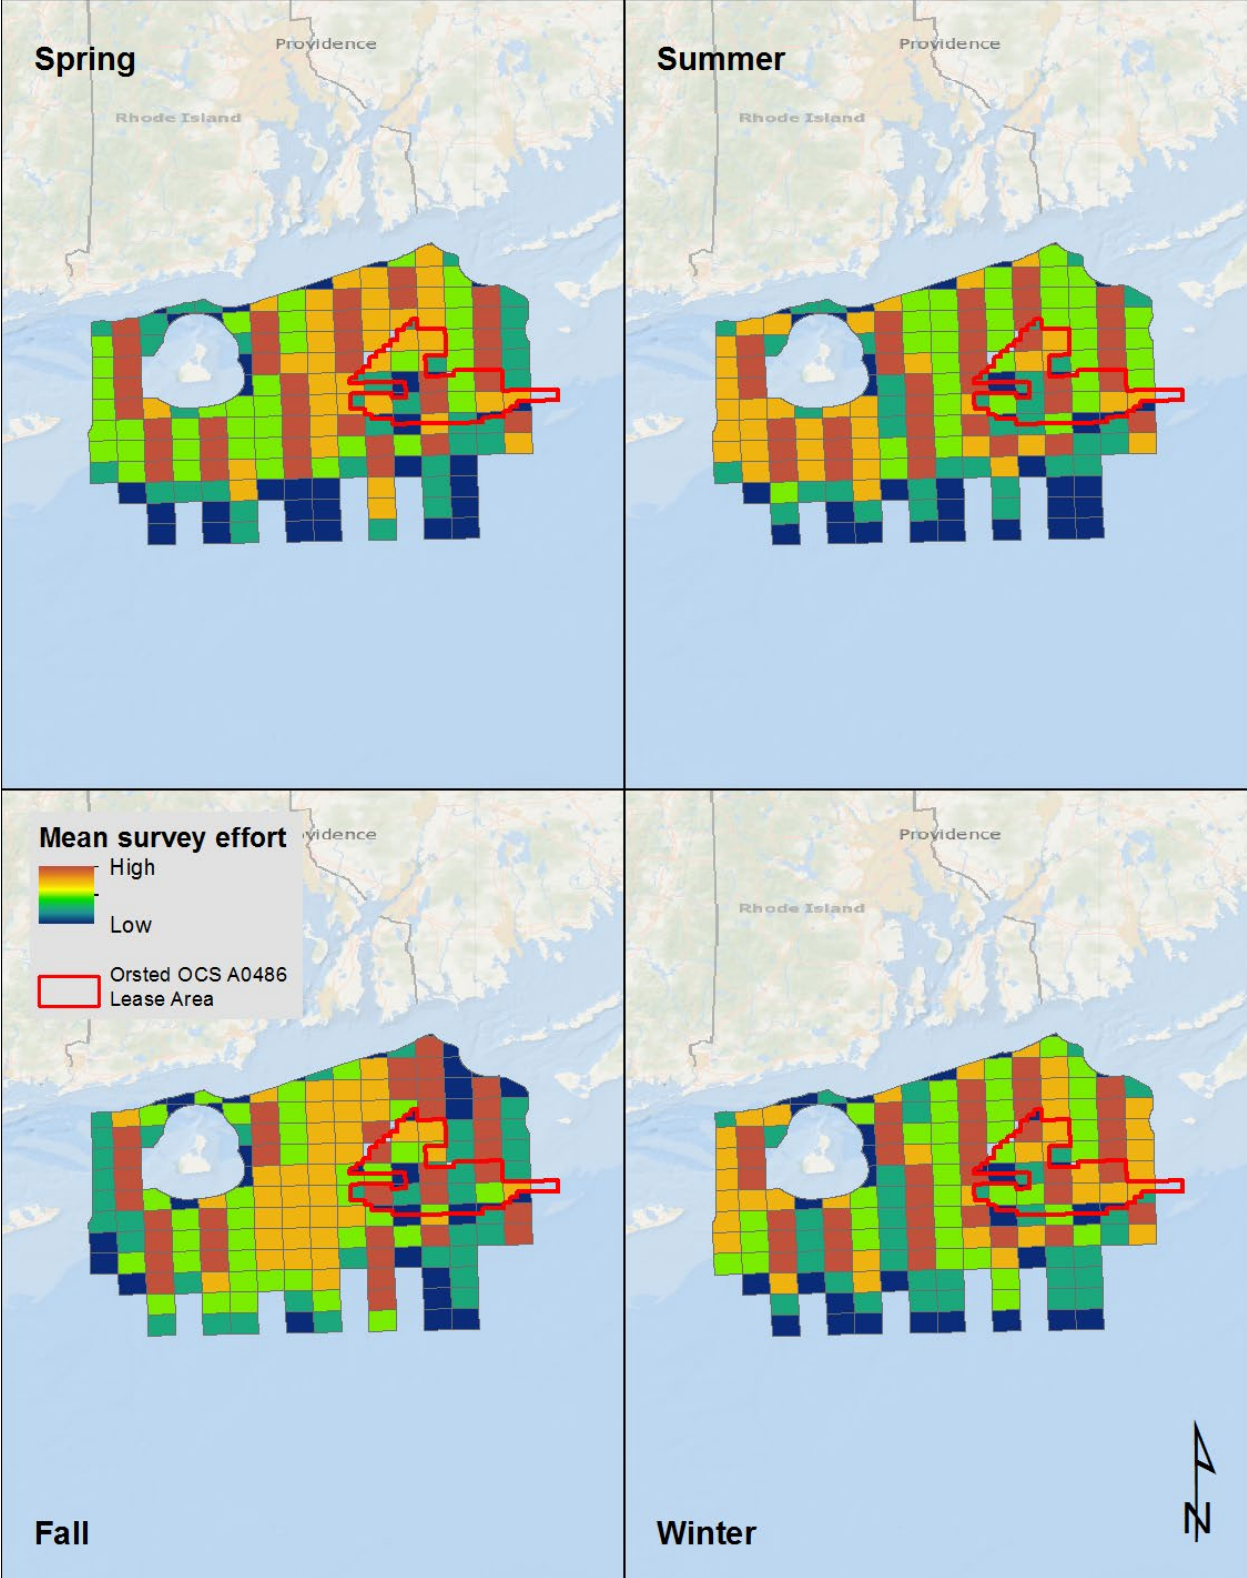 Spring
Providence
Rhode Island
Summer
Providence
Rhode Island
Mean survey effort
High
Low
Orsted OCS A0486
Lease Area
vidence
Fall
Providence
Rhode Island
Winter
N